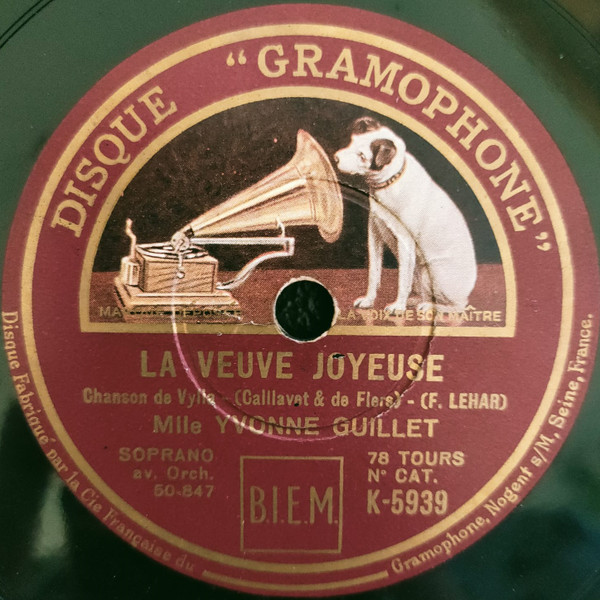 DISQUE "GRAMOPHONE"
MARQUE DÉPOSÉE LA VOIX DE SON MAÎTRE
LA VEUVE JOYEUSE
Chanson de Vylia - (Caillavet & de Flers) - (F. LEHAR)
Mlle YVONNE GUILLET
SOPRANO
av. Orch.
50-847
B.I.E.M.
78 TOURS
N° CAT.
K-5939
Disque Fabriqué par la Cie Française du Gramophone, Nogent s/M, Seine, France.